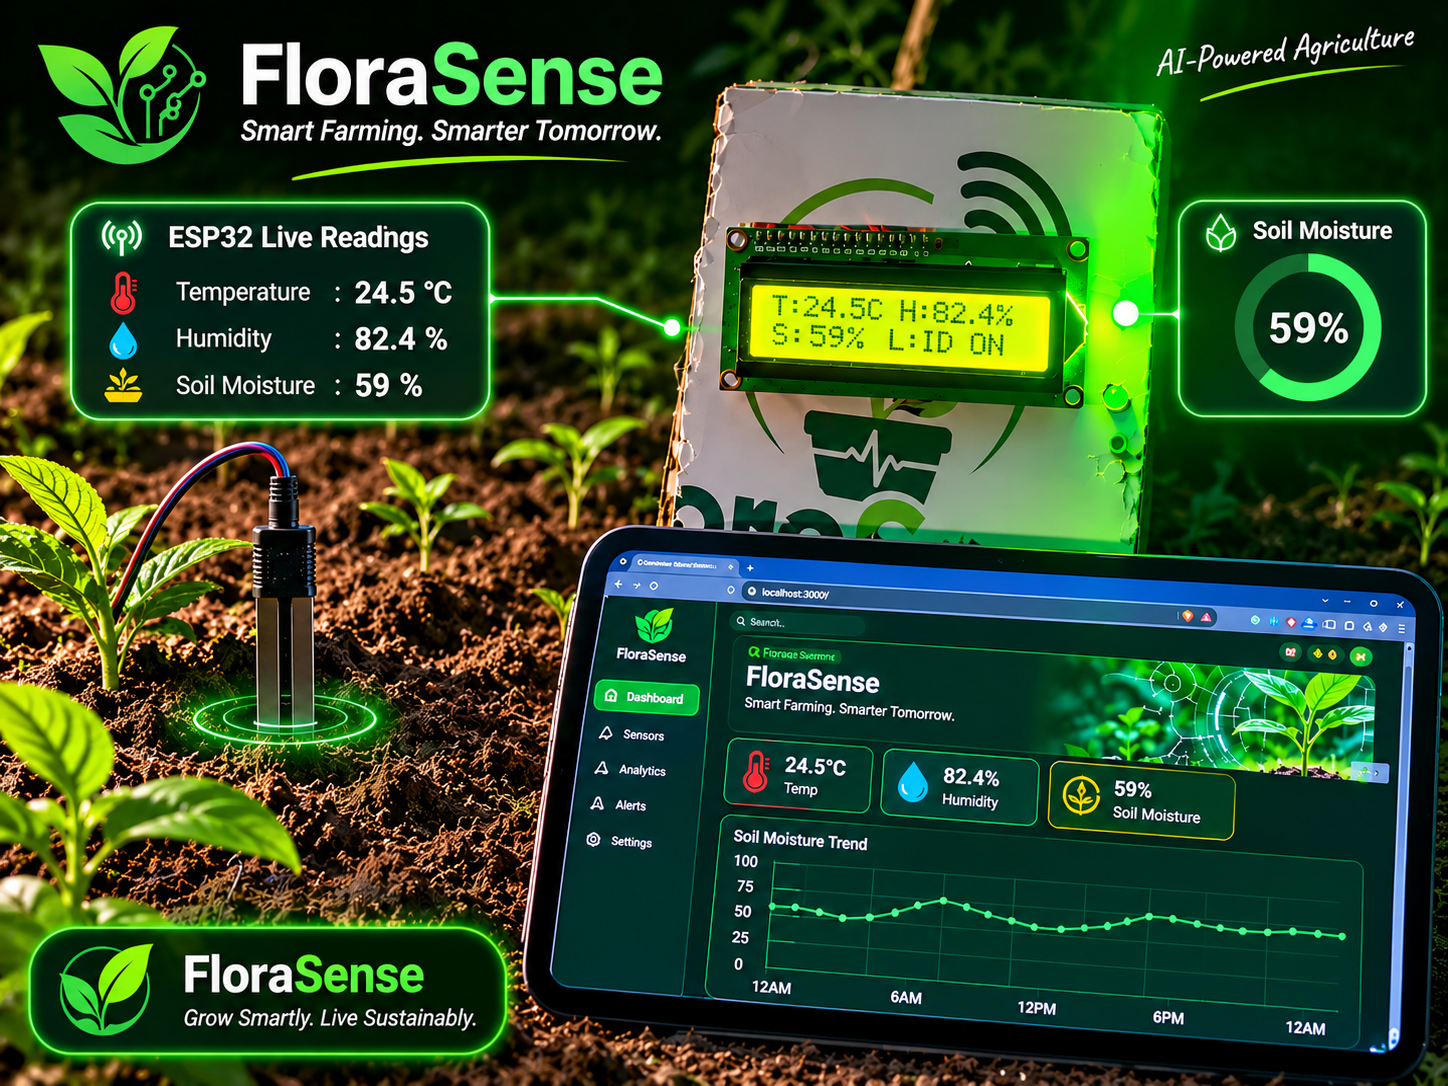 FloraSense
Smart Farming. Smarter Tomorrow.
AI-Powered Agriculture
ESP32 Live Readngs
Temperature : 24.5 °C
Humidity : 82.4 %
Soil Moisture : 59 %
T:24.5C H:82.4%
S:59% L:ID ON
Soil Moisture
59%
localhost:3000/
FloraSense
Dashboard
Sensors
Analytics
Alerts
Settings
FloraSense
Smart Farming. Smarter Tomorrow.
24.5°C
Temp
82.4%
Humidity
59%
Soil Moisture
Soil Moisture Trend
100
75
50
25
0
12AM
6AM
12PM
6PM
12AM
FloraSense
Grow Smartly. Live Sustainably.